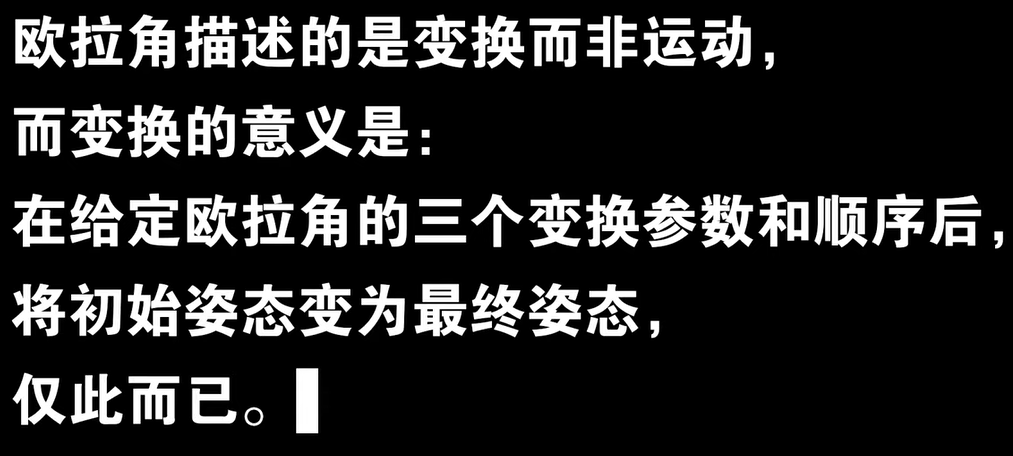 欧拉角描述的是变换而非运动，
而变换的意义是：
在给定欧拉角的三个变换参数和顺序后，
将初始姿态变为最终姿态，
仅此而已。